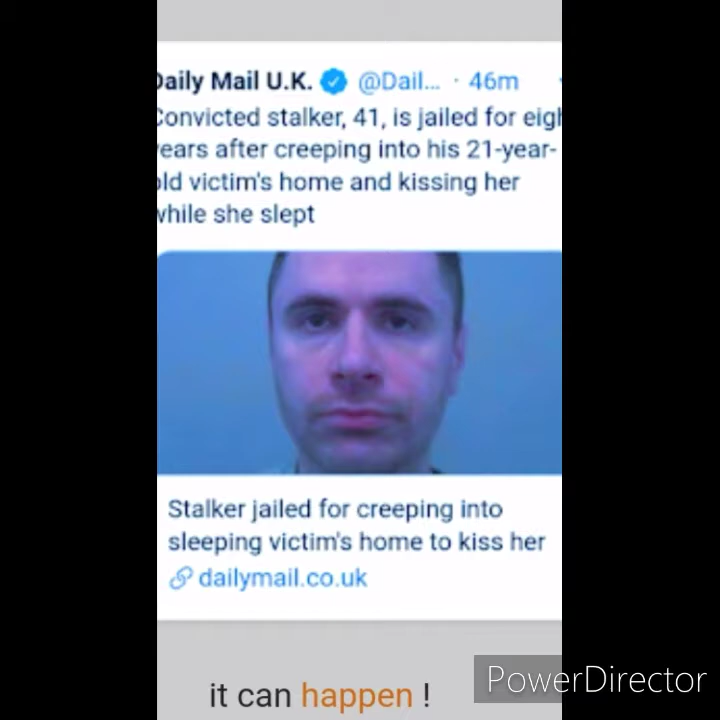 Daily Mail U.K. @Dail... · 46m
Convicted stalker, 41, is jailed for eigh
years after creeping into his 21-year-
old victim's home and kissing her
while she slept
Stalker jailed for creeping into
sleeping victim's home to kiss her
dailymail.co.uk
it can happen !
PowerDirector